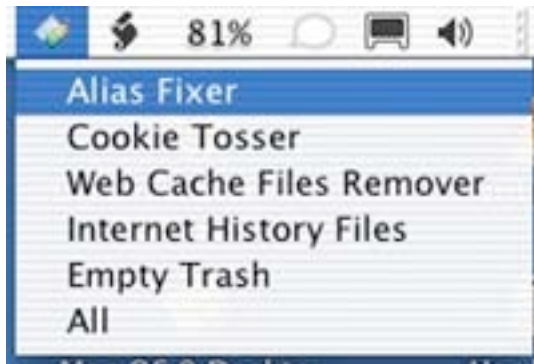 81%
Alias Fixer
Cookie Tosser
Web Cache Files Remover
Internet History Files
Empty Trash
All